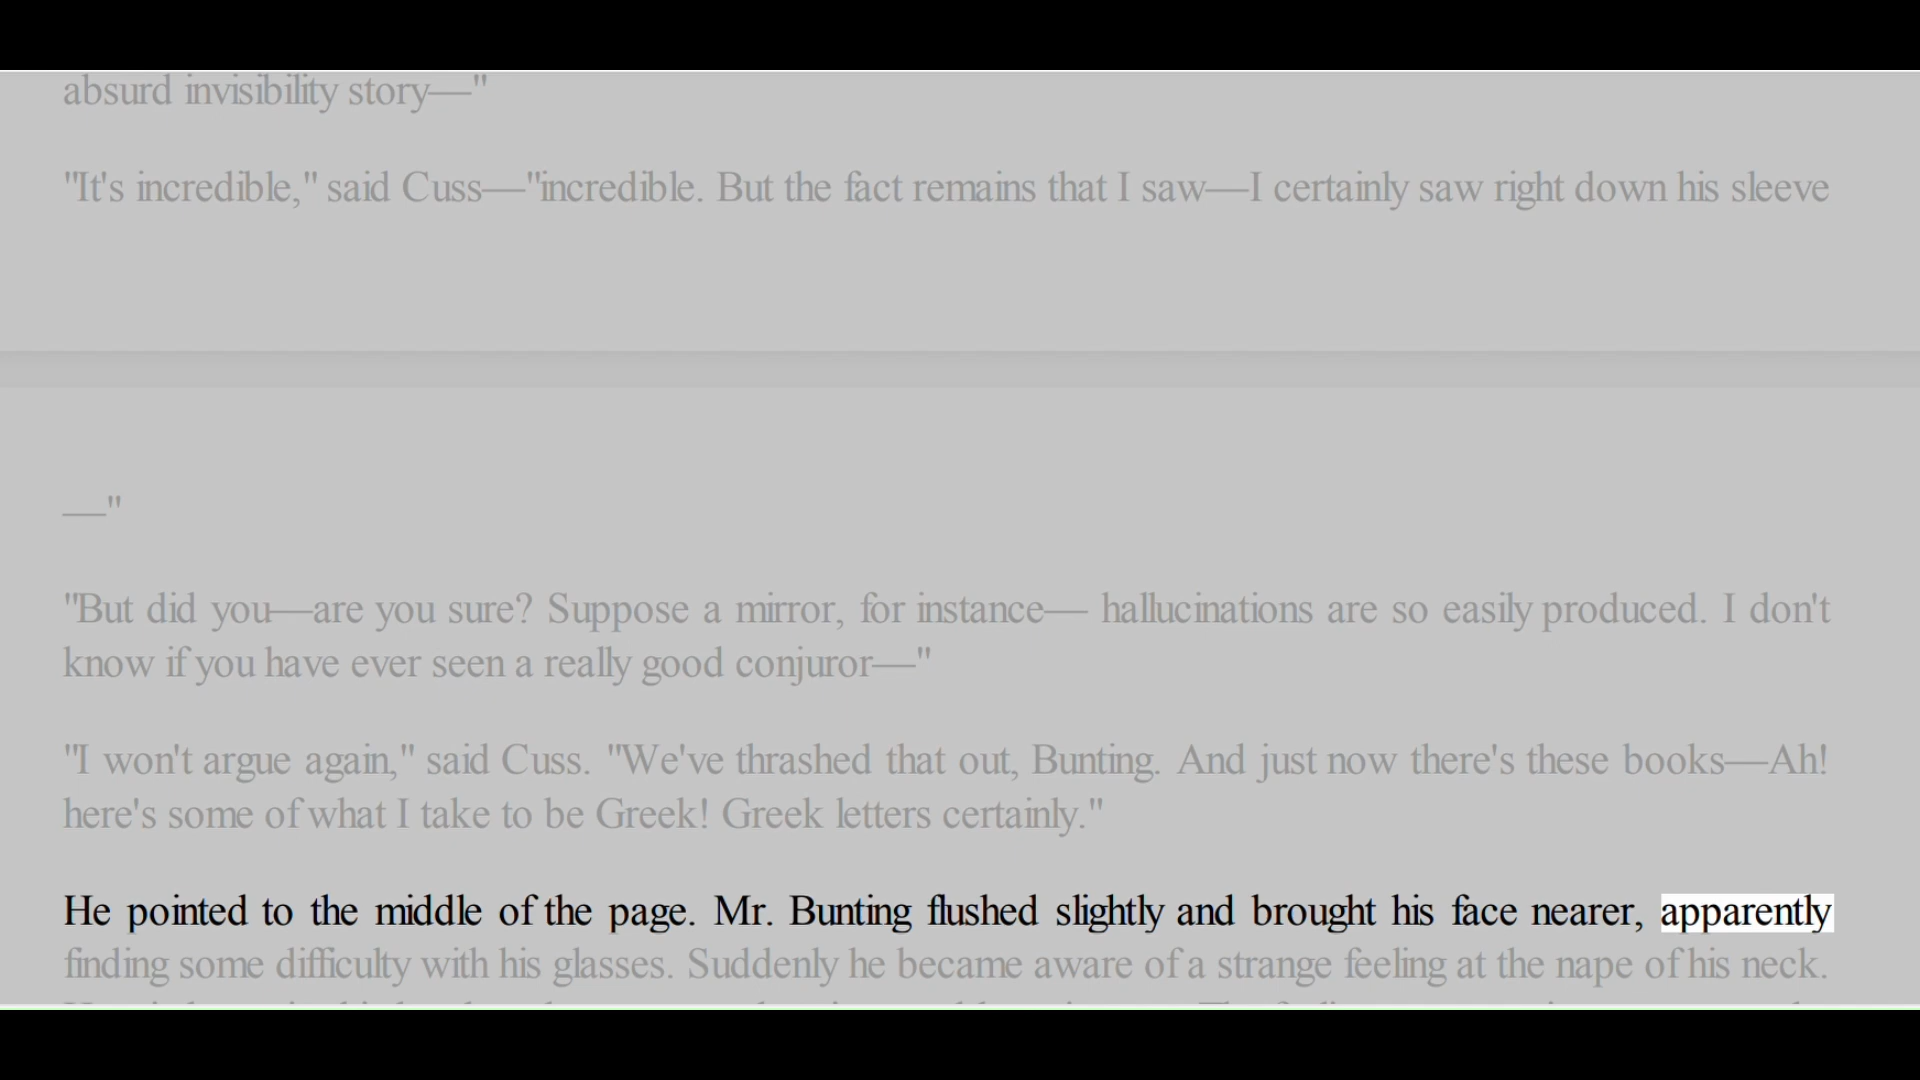 absurd invisibility story—"
"It's incredible," said Cuss—"incredible. But the fact remains that I saw—I certainly saw right down his sleeve
—"
"But did you—are you sure? Suppose a mirror, for instance— hallucinations are so easily produced. I don't
know if you have ever seen a really good conjuror—"
"I won't argue again," said Cuss. "We've thrashed that out, Bunting. And just now there's these books—Ah!
here's some of what I take to be Greek! Greek letters certainly."
He pointed to the middle of the page. Mr. Bunting flushed slightly and brought his face nearer, apparently
finding some difficulty with his glasses. Suddenly he became aware of a strange feeling at the nape of his neck.